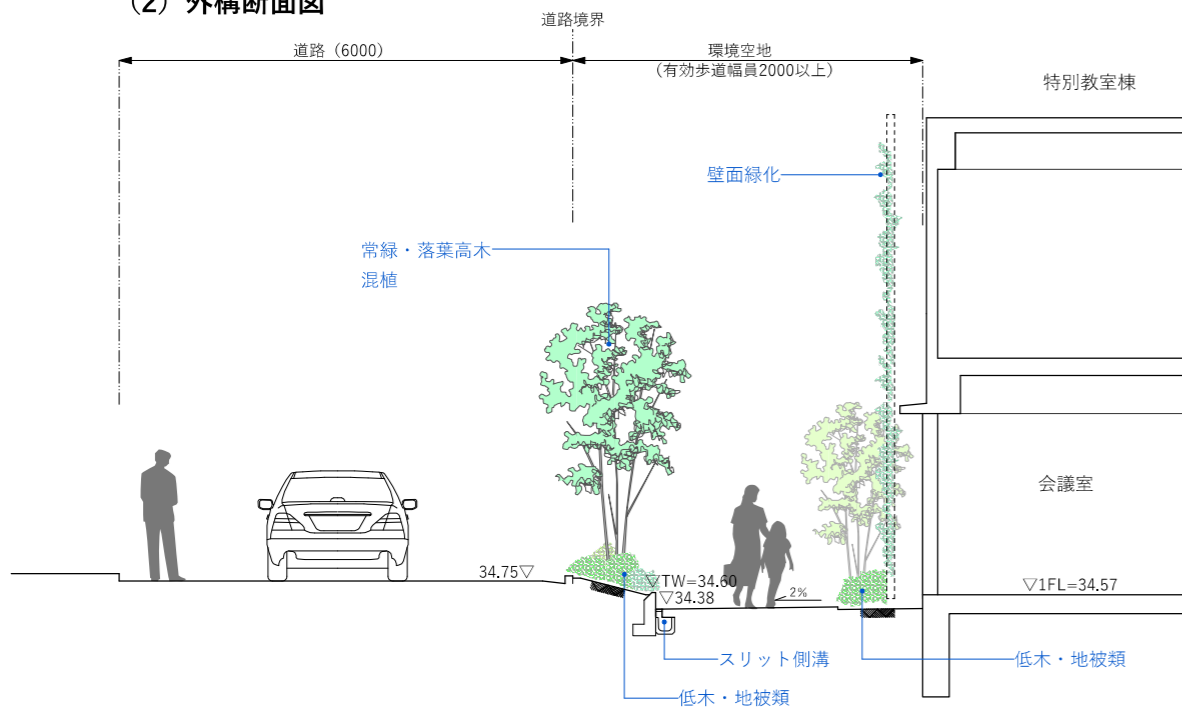 (2)外構断面図
道路境界
道路(6000)
環境空地
(有効歩道幅員2000以上)
特別教室棟
壁面緑化
常緑・落葉高木
混植
会議室
34.75▽
▽TW=34.60
▽34.38
2%
▽1FL=34.57
スリット側溝
低木・地被類
低木・地被類